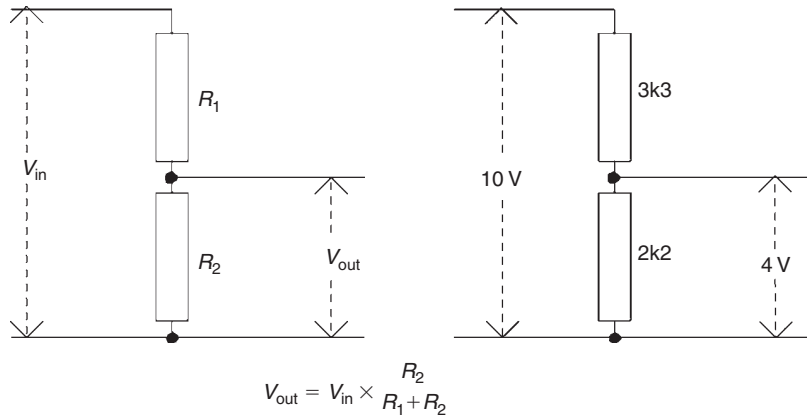 R1
Vin
R2
Vout
3k3
10 V
2k2
4 V
Vout = Vin × R2
R1 + R2